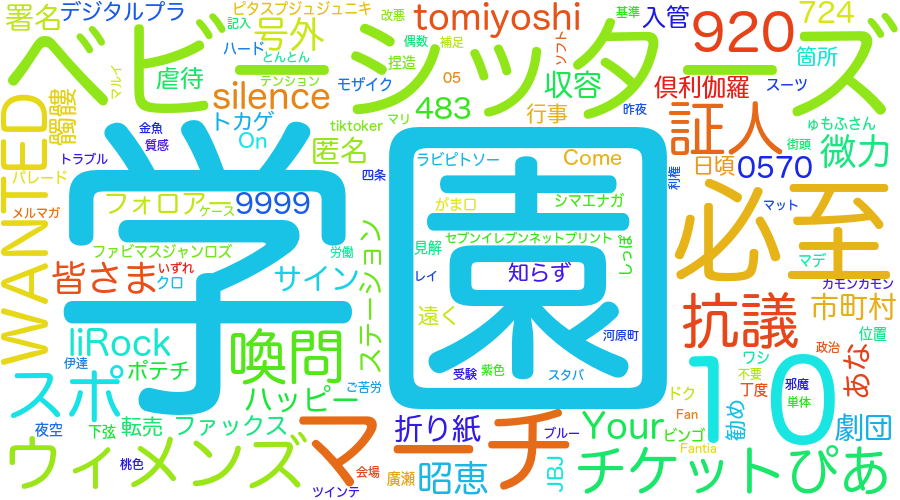 署名
デジタルプラ
ピタスプジュジュニキ
改悪
tomiyoshi
基準
入管
724
記入
号外
ハード
とんとん
偶数
補足
ソフト
920
箇所
ベビーシッターズ
マルイ
虐待
テンション
モザイク
捏造
05
収容
倶利伽羅
スーツ
silence
WANTED
髑髏
トカゲ
483
行事
昨夜
証人
ゅもふさん
金魚
On
tiktoker
マリ
街頭
微力
質感
匿名
トラブル
ラビピトソー
Come
日頃
0570
パレード
四条
利権
学園
メルマガ
フォロアー
ケース
9999
がま口
シマエナガ
マット
必至
ファビマスジャンロズ
労働
ステーション
見解
セブンイレブンネットプリント
しっぽ
皆さま
いずれ
クロ
サイン
レイ
知らず
マデ
カモンカモン
遠く
抗議
市町村
liRock
喚問
河原町
位置
伊達
ポテチ
ワシ
政治
あな
スポ
ご苦労
受験
紫色
スタバ
10
不要
丁度
邪魔
ハッピー
ドク
単体
夜空
下弦
転売
ファックス
マーチ
折り紙
ブルー
Your
Fan
ビンゴ
勧め
劇団
ウィメンズ
桃色
会場
廣瀬
昭恵
JBJ
Fantia
チケットぴあ
ツインテ